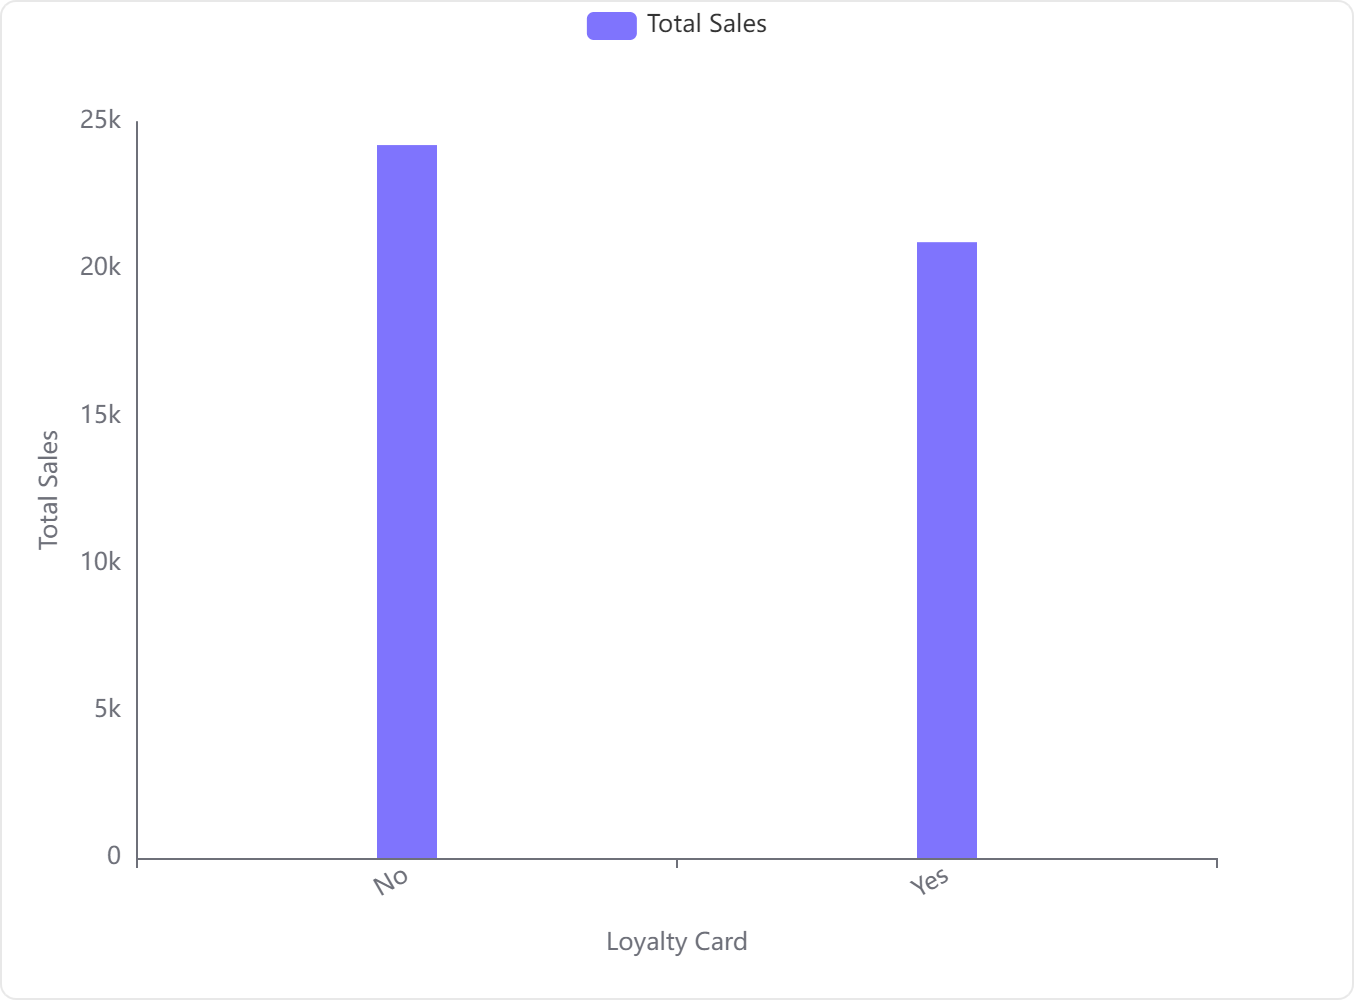 Total Sales
25k
20k
15k
10k
5k
0
Total Sales
No
Yes
Loyalty Card